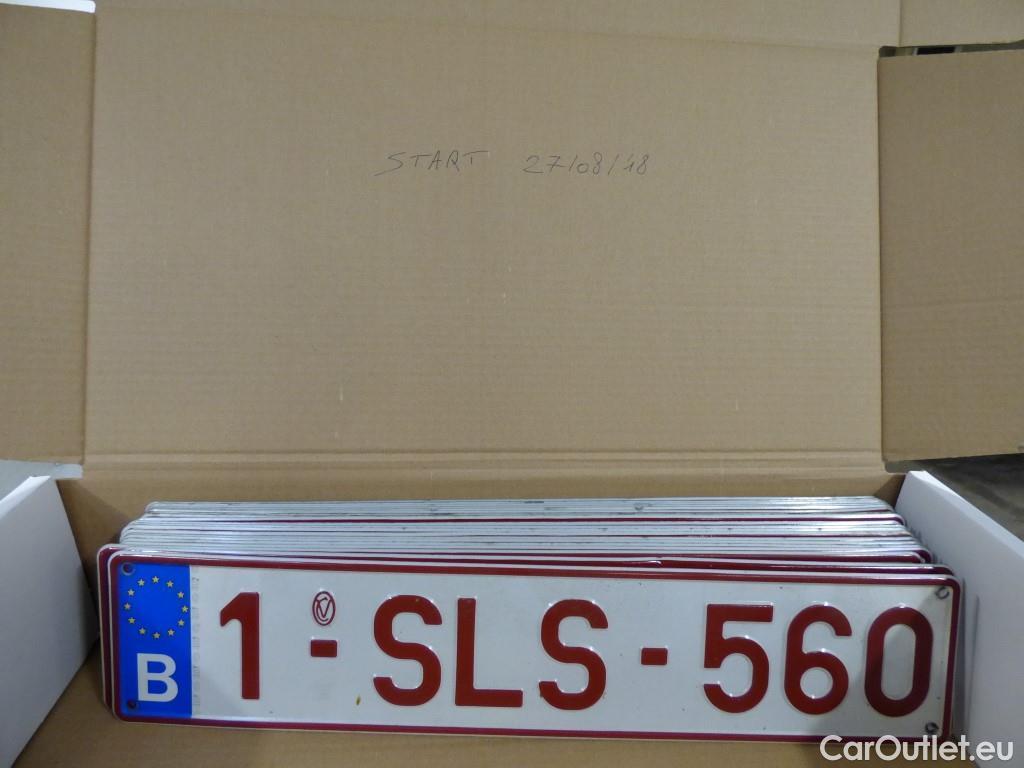 START 27/08/18
B 1-SLS-560
CarOutlet.eu